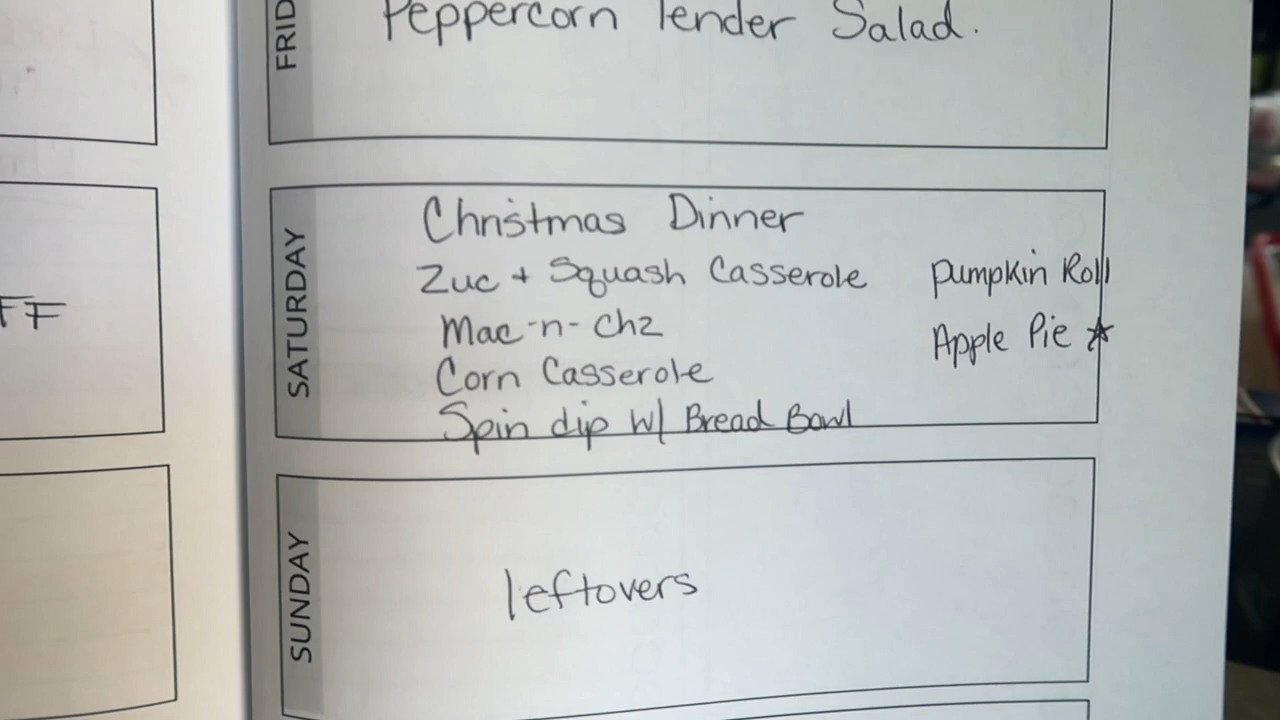 FF
FRID
Peppercorn Tender Salad.
SATURDAY
Christmas Dinner
Zuc + Squash Casserole
Mac-n-chz
Corn Casserole
Spin dip w/ Bread Bowl
Pumpkin Roll
Apple Pie ☆
SUNDAY
leftovers